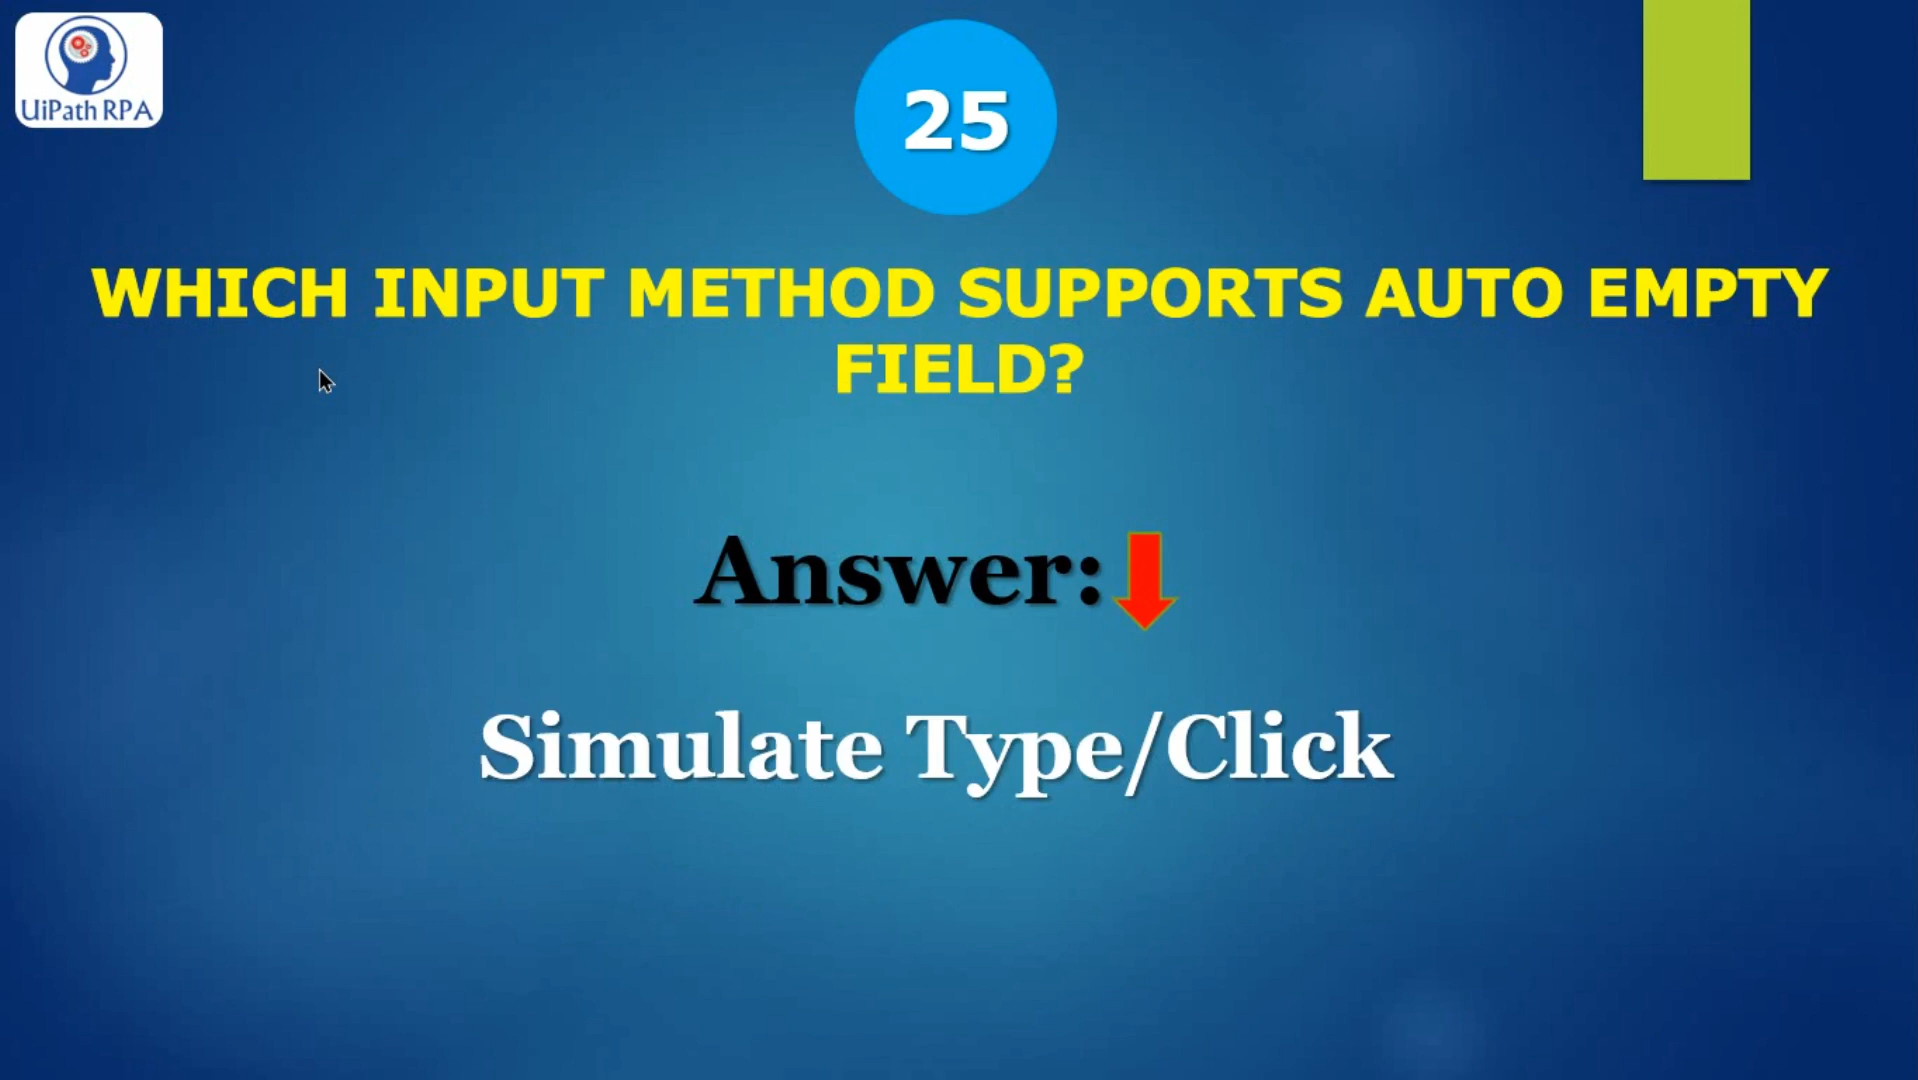 UiPath RPA
25
WHICH INPUT METHOD SUPPORTS AUTO EMPTY
FIELD?
Answer:
Simulate Type/Click